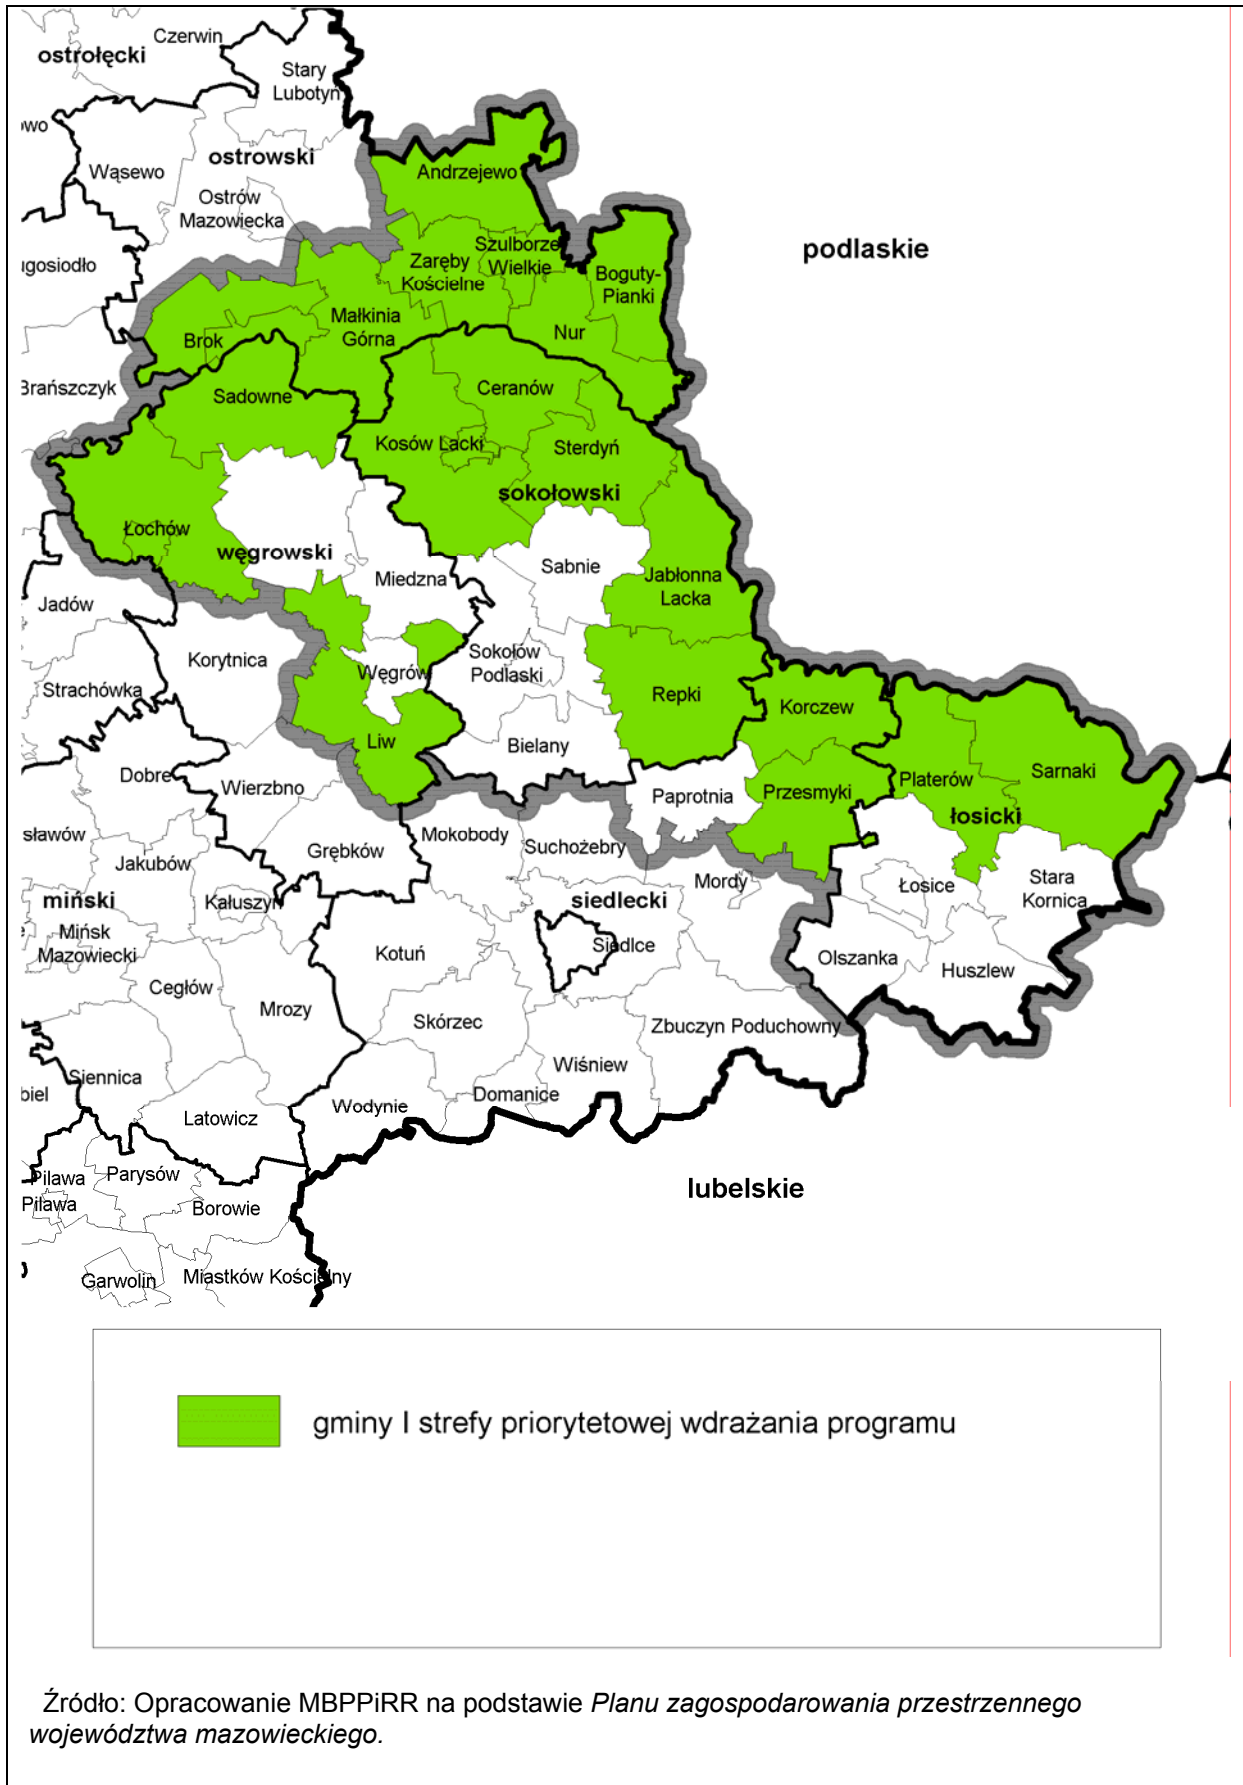 Czerwin
ostrołęcki
Stary
Lubotyń
owo
Wąsewo
ostrowski
Andrzejewo
Ostrów
Mazowiecka
podlaskie
Szulborze
Wielkie
Zaręby
Kościelne
ugosiodło
Boguty-
Pianki
Małkinia
Górna
Nur
Brok
Brańszczyk
Sadowne
Ceranów
Kosów Lacki
Sterdyń
sokołowski
Łochów
węgrowski
Miedzna
Sabnie
Jabłonna
Lacka
Jadów
Korytnica
Sokołów
Podlaski
Węgrów
Strachówka
Repki
Korczew
Liw
Bielany
Dobre
Wierzbno
Paprotnia
Przesmyki
Platerów
Sarnaki
łosicki
sławów
Jakubów
Grębków
Mokobody
Suchożebry
Mordy
Łosice
Stara
Kornica
miński
Kałuszyn
siedlecki
Mińsk
Mazowiecki
Kotuń
Siedlce
Olszanka
Huszlew
Cegłów
Mrozy
Skórzec
Zbuczyn Poduchowny
Wiśniew
Siennica
biel
Domanice
Latowicz
Wodynie
Pilawa
Parysów
Pilawa
Borowie
lubelskie
Garwolin
Miastków Kościelny
gminy I strefy priorytetowej wdrażania programu
Źródło: Opracowanie MBPPiRR na podstawie Planu zagospodarowania przestrzennego
województwa mazowieckiego.